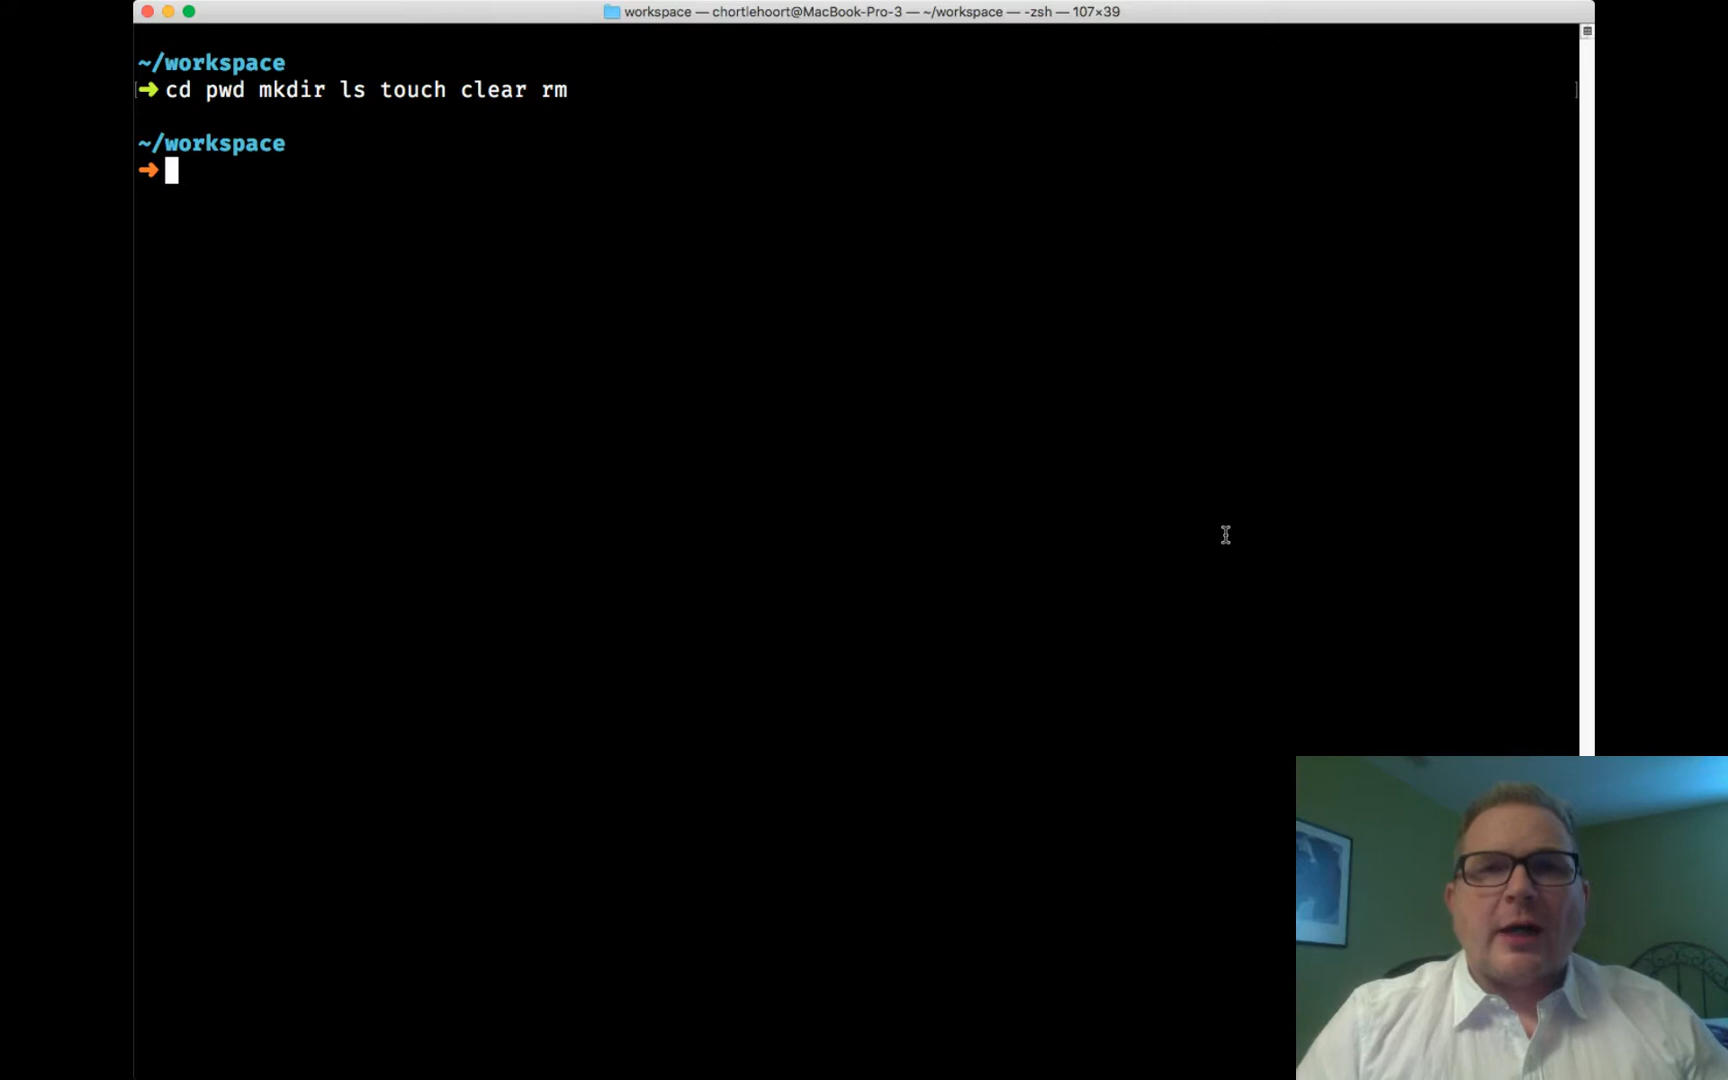 workspace — chortlehoort@MacBook-Pro-3 — ~/workspace — -zsh — 107×39
~/workspace
➜ cd pwd mkdir ls touch clear rm
~/workspace
➜